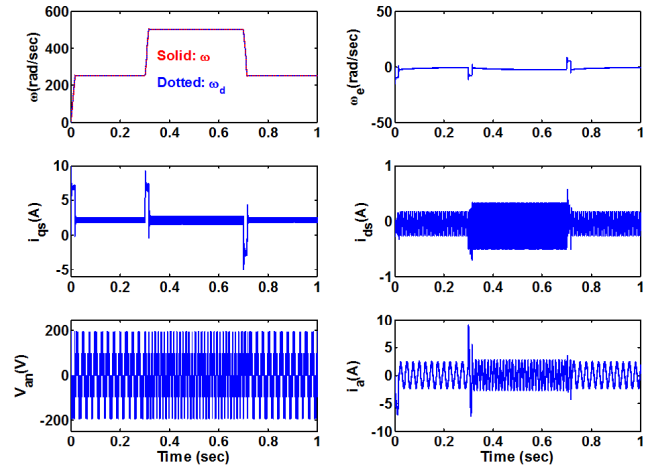 600
400
200
0
ω(rad/sec)
Solid: ω
Dotted: ω_d
0 0.2 0.4 0.6 0.8 1
50
0
-50
ω_e(rad/sec)
0 0.2 0.4 0.6 0.8 1
10
5
0
-5
i_qs(A)
0 0.2 0.4 0.6 0.8 1
1
0
-1
i_ds(A)
0 0.2 0.4 0.6 0.8 1
200
0
-200
V_an(V)
0 0.2 0.4 0.6 0.8 1
Time (sec)
10
5
0
-5
-10
i_a(A)
0 0.2 0.4 0.6 0.8 1
Time (sec)